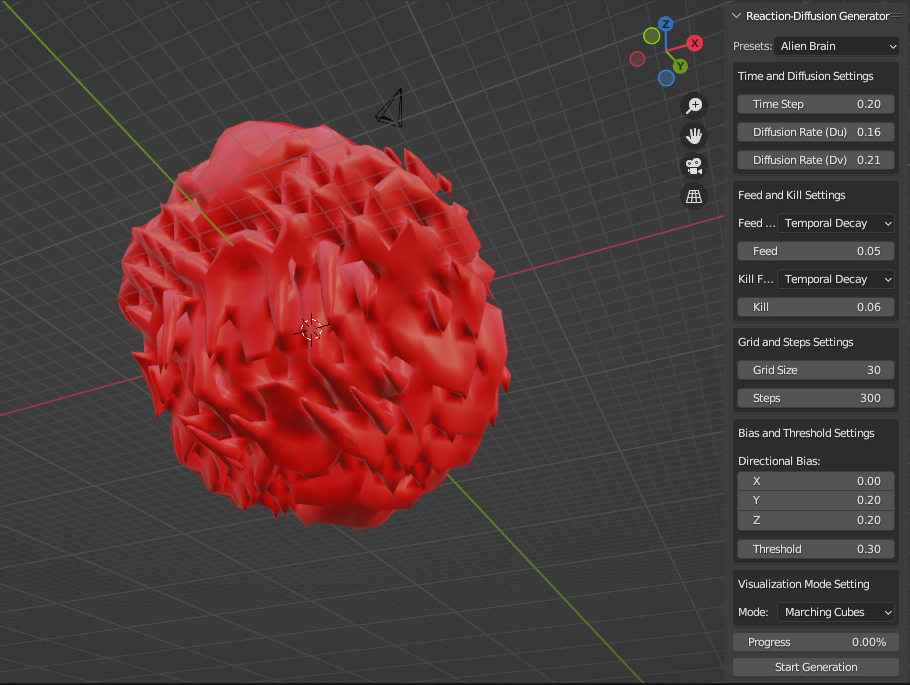 Z
X
Y
Reaction-Diffusion Generator
Presets: Alien Brain
Time and Diffusion Settings
Time Step 0.20
Diffusion Rate (Du) 0.16
Diffusion Rate (Dv) 0.21
Feed and Kill Settings
Feed ... Temporal Decay
Feed 0.05
Kill F... Temporal Decay
Kill 0.06
Grid and Steps Settings
Grid Size 30
Steps 300
Bias and Threshold Settings
Directional Bias:
X 0.00
Y 0.20
Z 0.20
Threshold 0.30
Visualization Mode Setting
Mode: Marching Cubes
Progress 0.00%
Start Generation